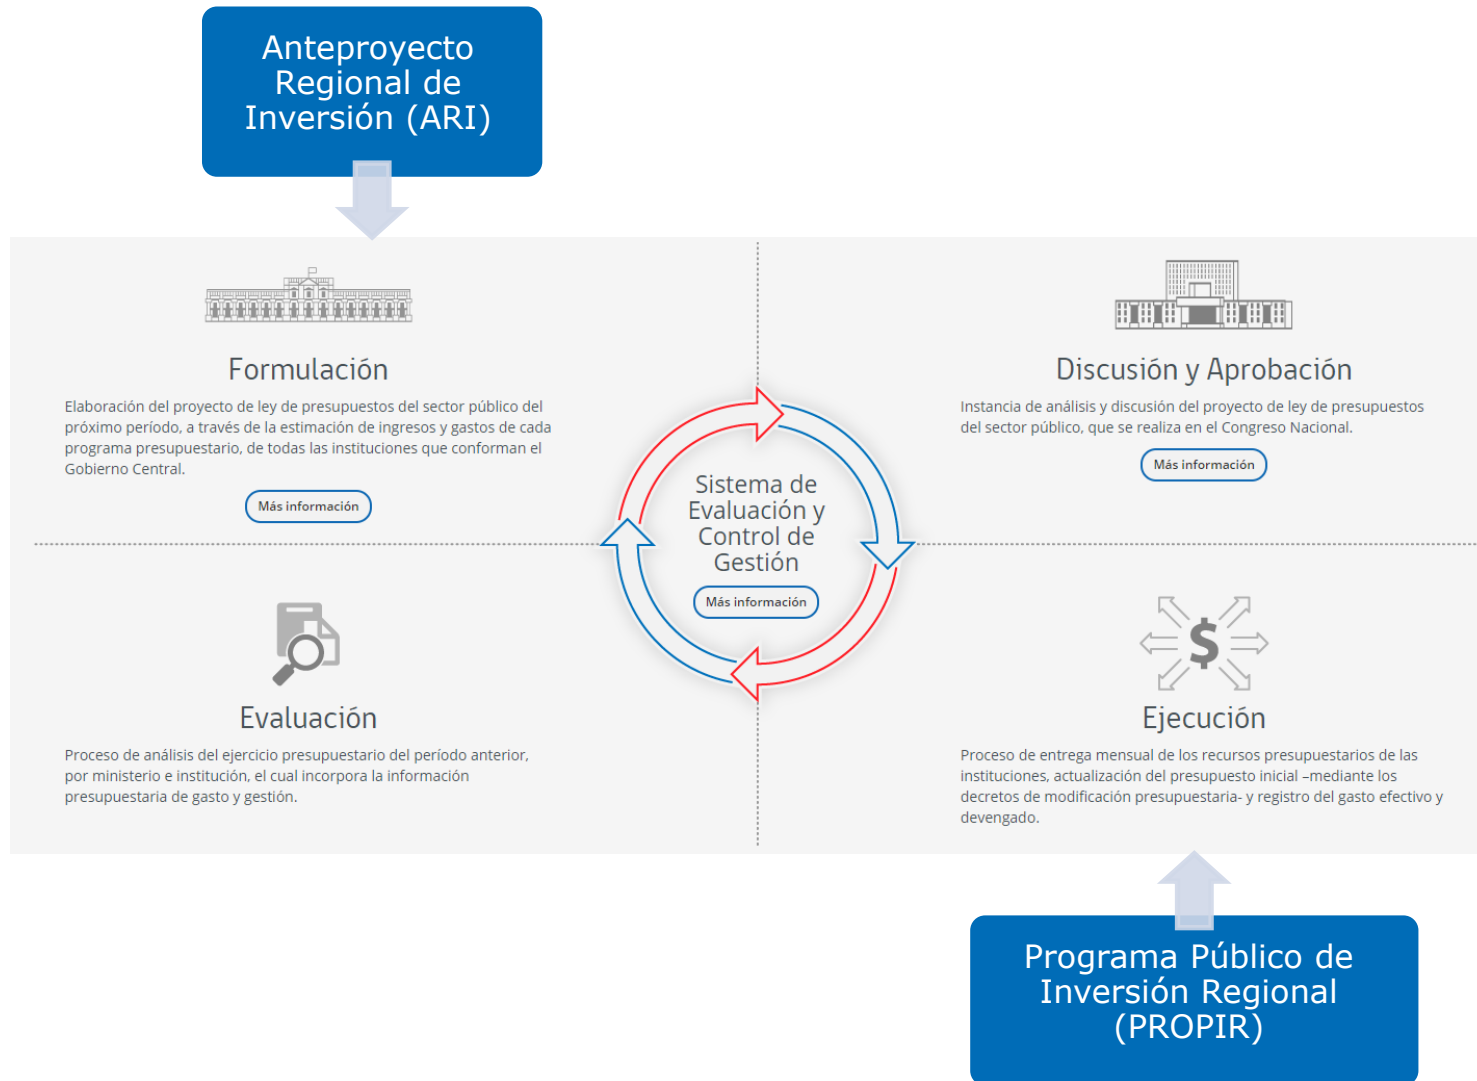 Anteproyecto
Regional de
Inversión (ARI)
Formulación
Elaboración del proyecto de ley de presupuestos del sector público del
próximo período, a través de la estimación de ingresos y gastos de cada
programa presupuestario, de todas las instituciones que conforman el
Gobierno Central.
Más información
Discusión y Aprobación
Instancia de análisis y discusión del proyecto de ley de presupuestos
del sector público, que se realiza en el Congreso Nacional.
Más información
Sistema de
Evaluación y
Control de
Gestión
Más información
Evaluación
Proceso de análisis del ejercicio presupuestario del período anterior,
por ministerio e institución, el cual incorpora la información
presupuestaria de gasto y gestión.
$
Ejecución
Proceso de entrega mensual de los recursos presupuestarios de las
instituciones, actualización del presupuesto inicial –mediante los
decretos de modificación presupuestaria- y registro del gasto efectivo y
devengado.
Programa Público de
Inversión Regional
(PROPIR)